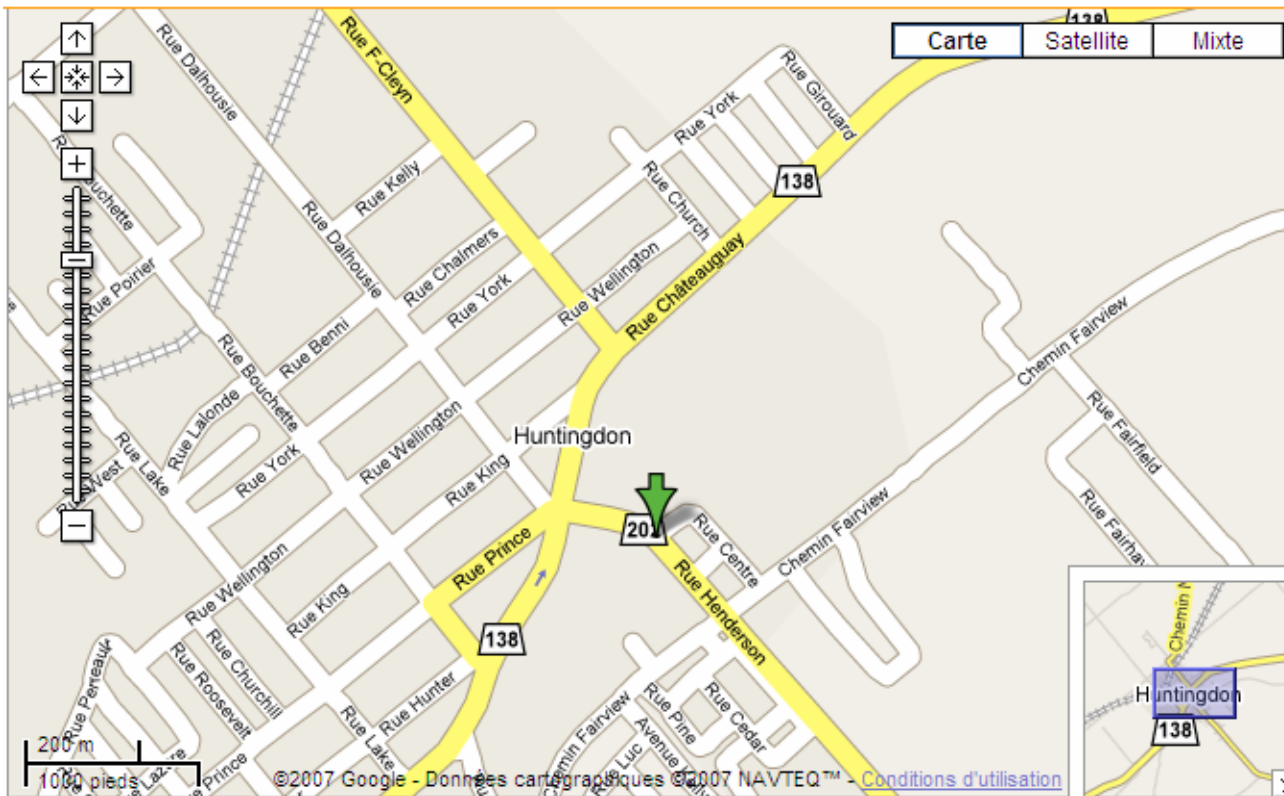 138
Carte Satellite Mixte
Rue F-Cleyn
Rue Dalhousie
Rue Girouard
Rue York
138
Rue Kelly
Rue Church
Rue Dalhousie
Rue Chalmers
Rue Wellington
Rue Châteauguay
Rue York
Rue Poirier
Rue Benni
Rue Bouchette
Chemin Fairview
Rue Lalonde
Rue Wellington
Rue Fairfield
Huntingdon
Rue Lake
Rue West
Rue York
Rue King
Rue Centre
Chemin Fairview
Rue Prince
Rue Wellington
Rue King
Rue Henderson
138
Rue Churchill
Rue Roosevelt
Rue Hunter
Rue Pine
Rue Cedar
Chemin Fairview
Rue Luc
Avenue
Rue Lake
Rue Prince
Chemin
Huntingdon
138
200 m
1000 pieds
©2007 Google - Données cartographiques ©2007 NAVTEQ™ - Conditions d'utilisation